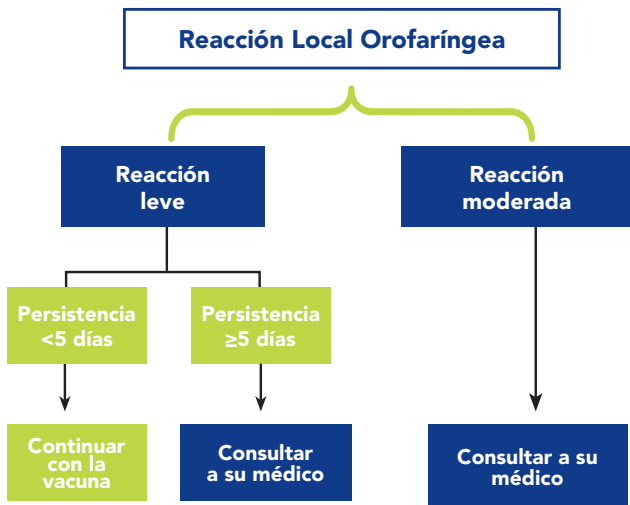 Reacción Local Orofaríngea
Reacción
leve
Reacción
moderada
Persistencia
<5 días
Persistencia
≥5 días
Continuar
con la
vacuna
Consultar
a su médico
Consultar a su
médico